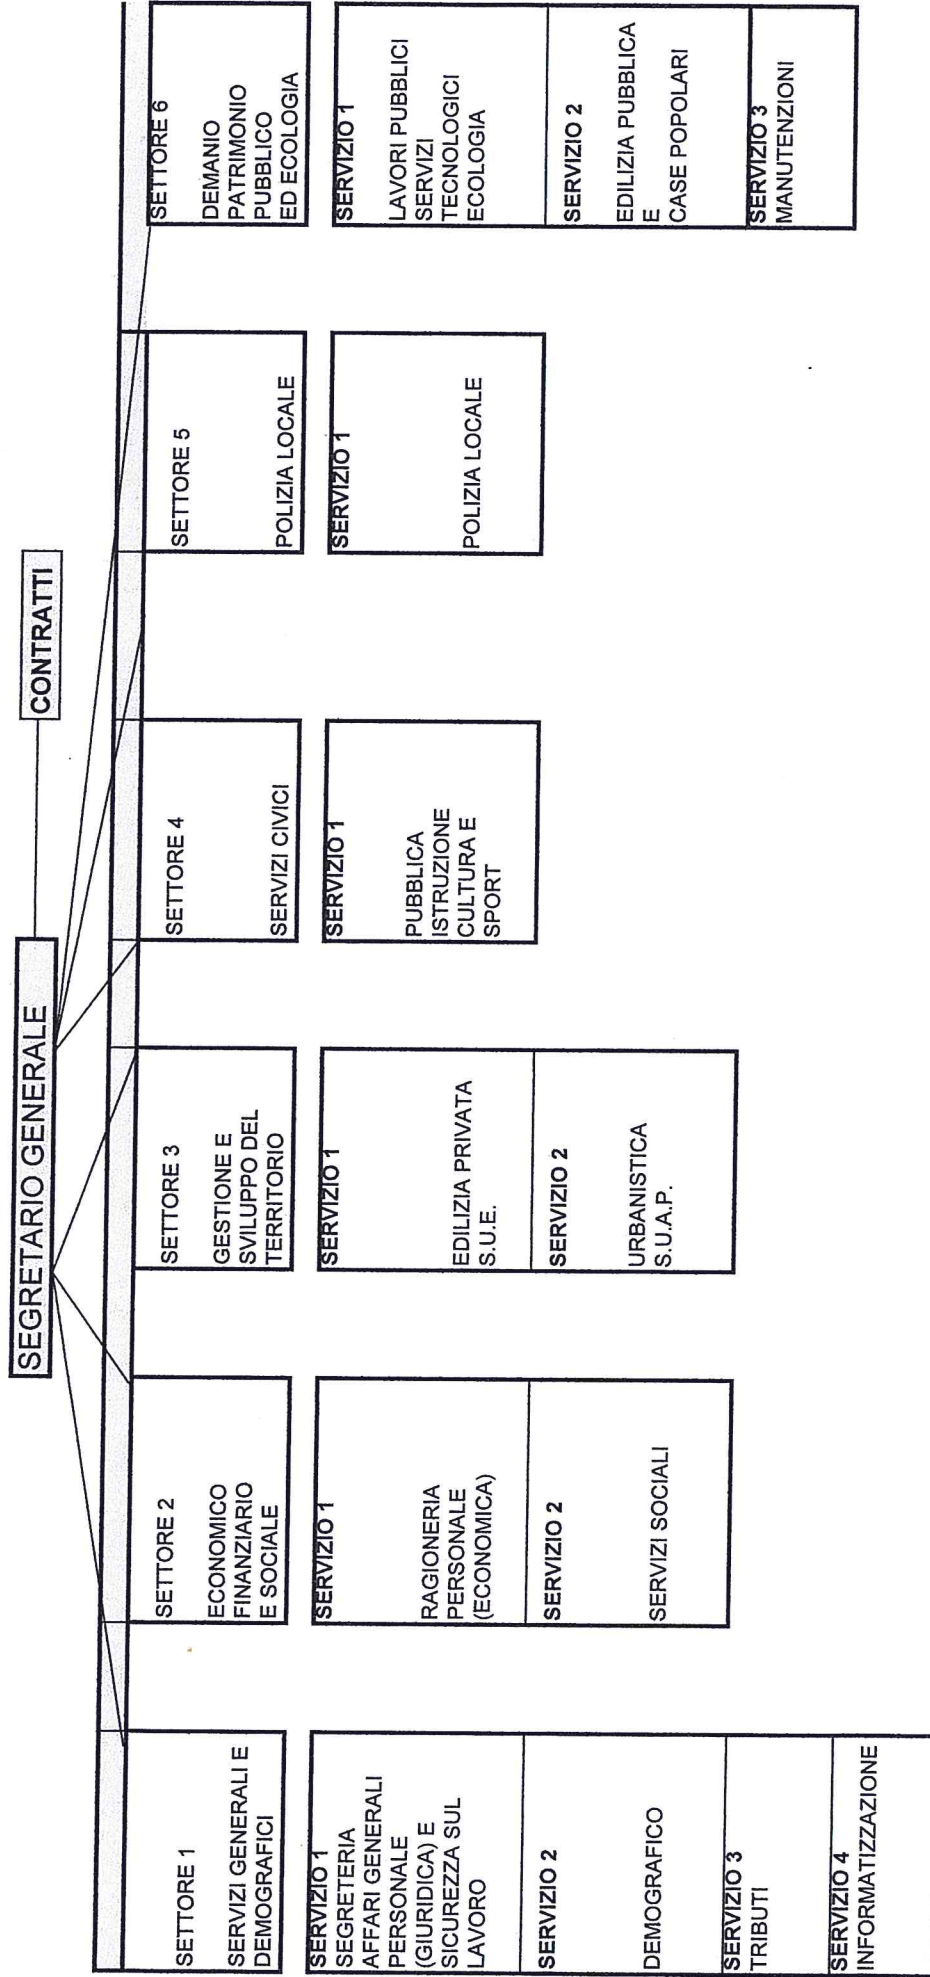 SEGRETARIO GENERALE
CONTRATTI
SETTORE 1
SERVIZI GENERALI E
DEMOGRAFICI
SERVIZIO 1
SEGRETERIA
AFFARI GENERALI
PERSONALE
(GIURIDICA) E
SICUREZZA SUL
LAVORO
SERVIZIO 2
DEMOGRAFICO
SERVIZIO 3
TRIBUTI
SERVIZIO 4
INFORMATIZZAZIONE
SETTORE 2
ECONOMICO
FINANZIARIO
E SOCIALE
SERVIZIO 1
RAGIONERIA
PERSONALE
(ECONOMICA)
SERVIZIO 2
SERVIZI SOCIALI
SETTORE 3
GESTIONE E
SVILUPPO DEL
TERRITORIO
SERVIZIO 1
EDILIZIA PRIVATA
S.U.E.
SERVIZIO 2
URBANISTICA
S.U.A.P.
SETTORE 4
SERVIZI CIVICI
SERVIZIO 1
PUBBLICA
ISTRUZIONE
CULTURA E
SPORT
SETTORE 5
POLIZIA LOCALE
SERVIZIO 1
POLIZIA LOCALE
SETTORE 6
DEMANIO
PATRIMONIO
PUBBLICO
ED ECOLOGIA
SERVIZIO 1
LAVORI PUBBLICI
SERVIZI
TECNOLOGICI
ECOLOGIA
SERVIZIO 2
EDILIZIA PUBBLICA
E
CASE POPOLARI
SERVIZIO 3
MANUTENZIONI